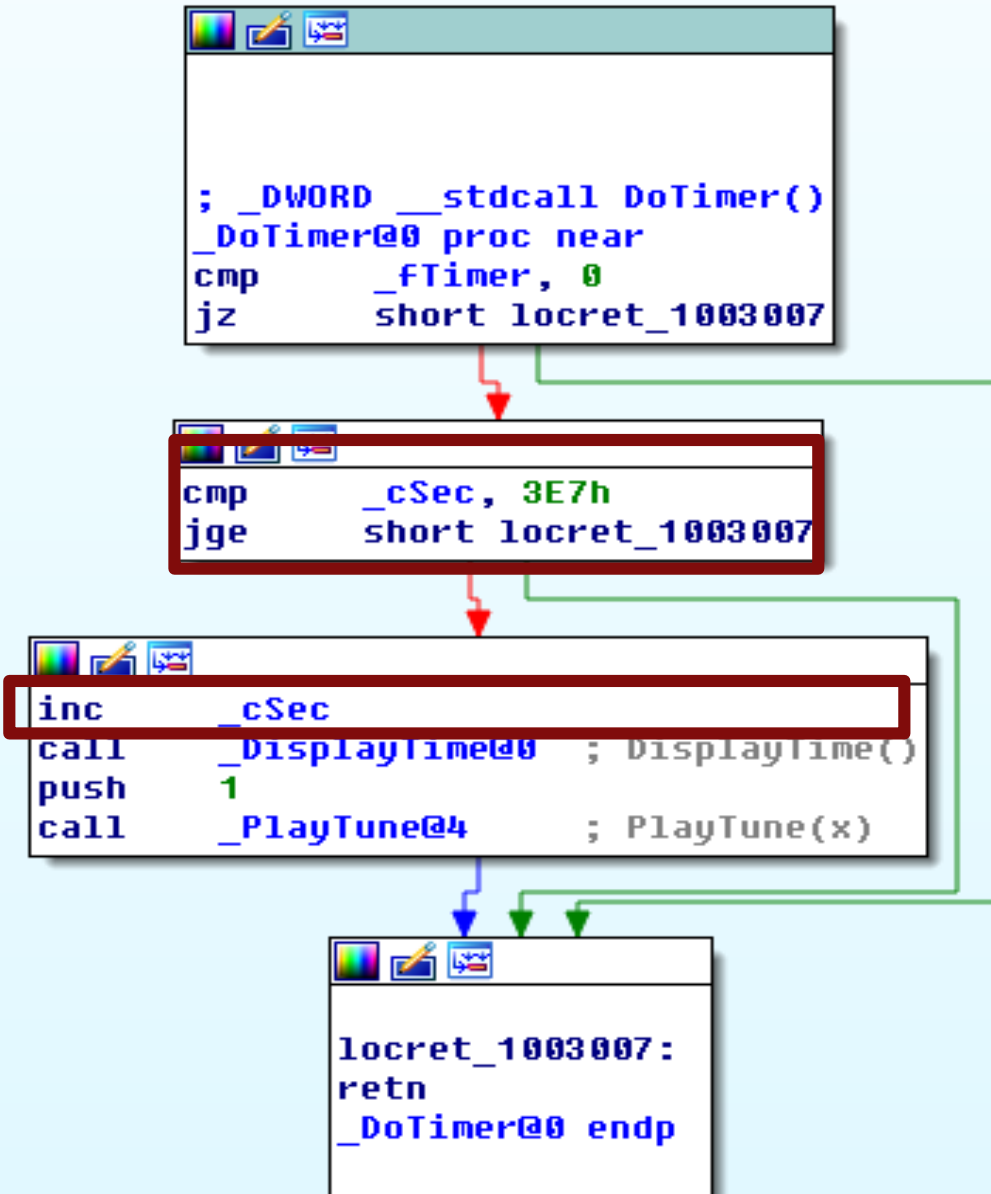 ; _DWORD __stdcall DoTimer()
_DoTimer@0 proc near
cmp _fTimer, 0
jz short locret_1003007
cmp _cSec, 3E7h
jge short locret_1003007
inc _cSec
call _DisplayTime@0 ; DisplayTime()
push 1
call _PlayTune@4 ; PlayTune(x)
locret_1003007:
retn
_DoTimer@0 endp